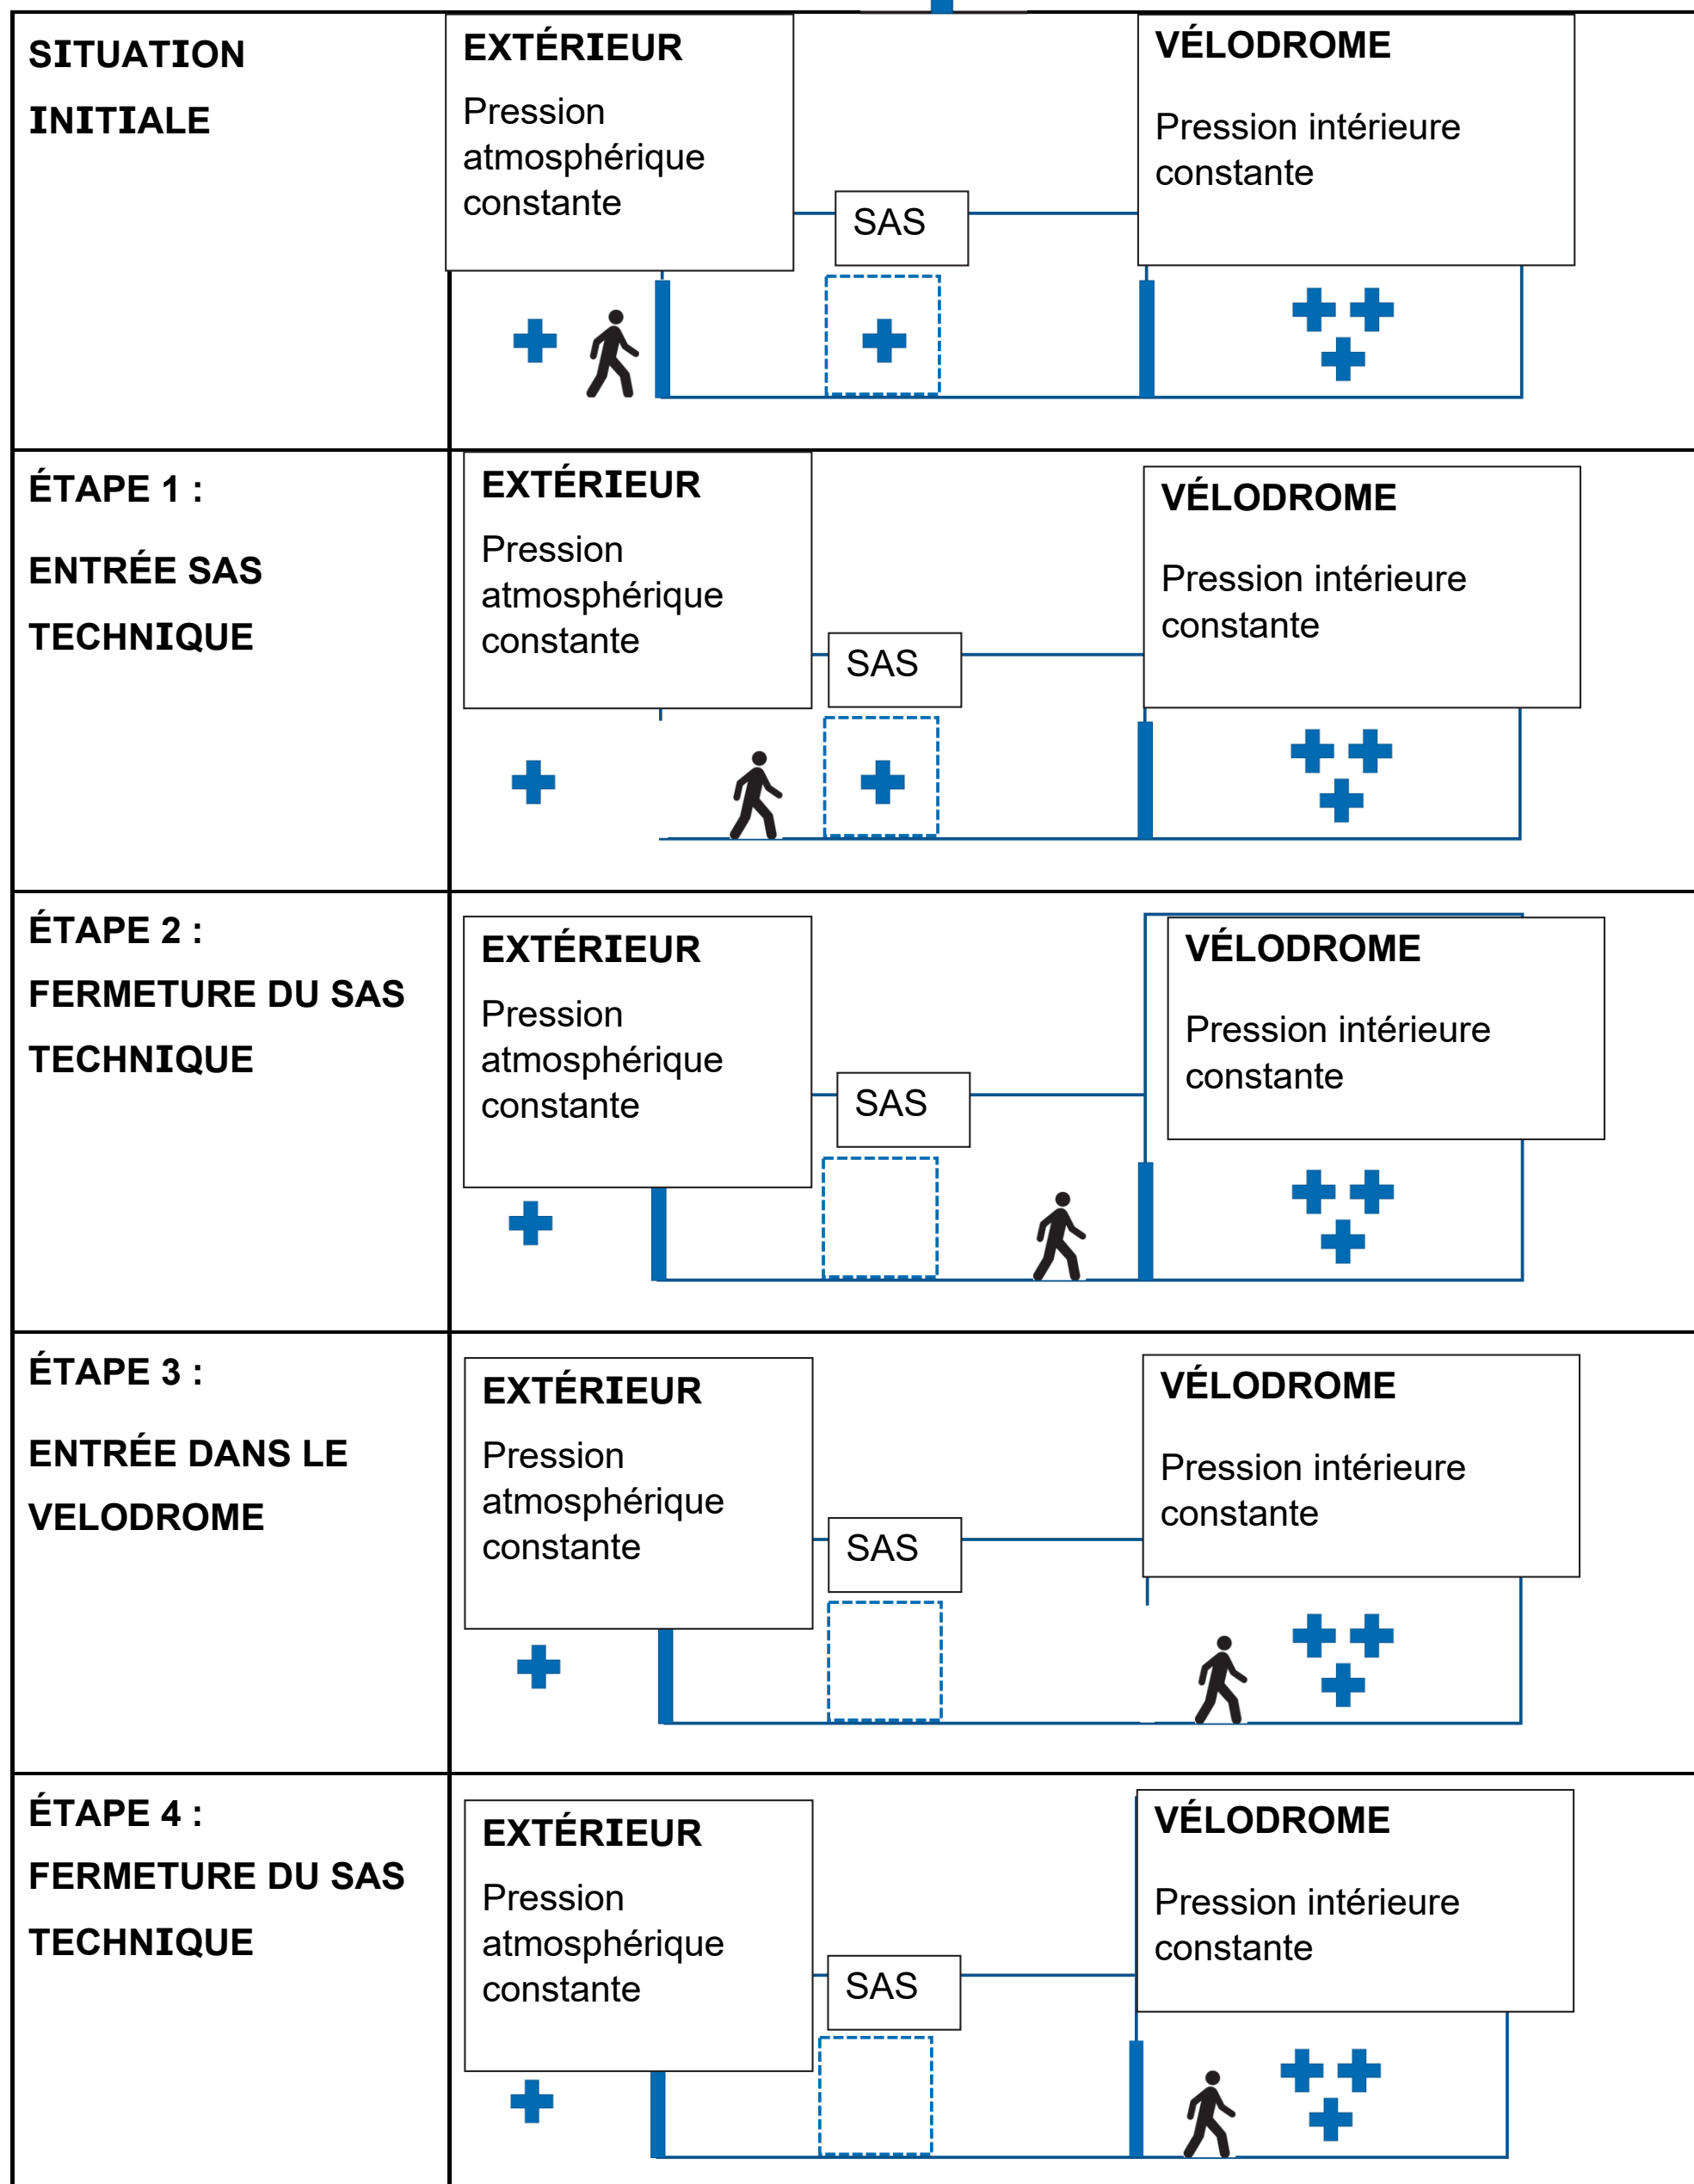 SITUATION
INITIALE
EXTÉRIEUR
Pression
atmosphérique
constante
SAS
VÉLODROME
Pression intérieure
constante
ÉTAPE 1 :
ENTRÉE SAS
TECHNIQUE
EXTÉRIEUR
Pression
atmosphérique
constante
SAS
VÉLODROME
Pression intérieure
constante
ÉTAPE 2 :
FERMETURE DU SAS
TECHNIQUE
EXTÉRIEUR
Pression
atmosphérique
constante
SAS
VÉLODROME
Pression intérieure
constante
ÉTAPE 3 :
ENTRÉE DANS LE
VELODROME
EXTÉRIEUR
Pression
atmosphérique
constante
SAS
VÉLODROME
Pression intérieure
constante
ÉTAPE 4 :
FERMETURE DU SAS
TECHNIQUE
EXTÉRIEUR
Pression
atmosphérique
constante
SAS
VÉLODROME
Pression intérieure
constante